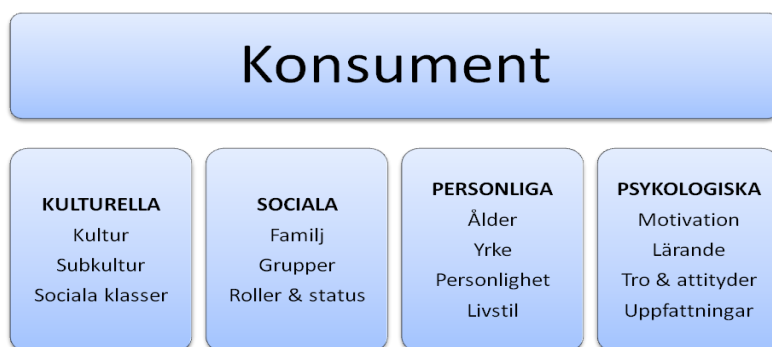 Konsument
KULTURELLA
Kultur
Subkultur
Sociala klasser
SOCIALA
Familj
Grupper
Roller & status
PERSONLIGA
Ålder
Yrke
Personlighet
Livstil
PSYKOLOGISKA
Motivation
Lärande
Tro & attityder
Uppfattningar